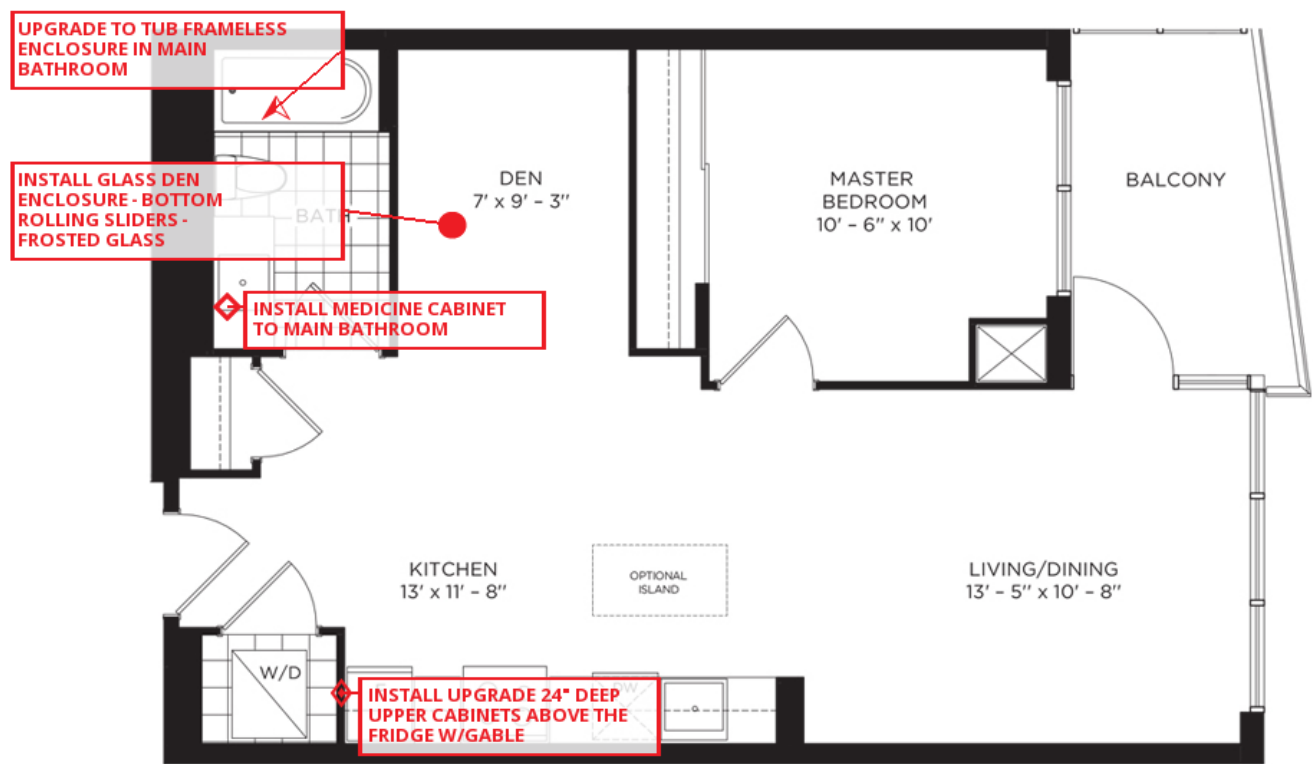 UPGRADE TO TUB FRAMELESS
ENCLOSURE IN MAIN
BATHROOM
INSTALL GLASS DEN
ENCLOSURE - BOTTOM
ROLLING SLIDERS -
FROSTED GLASS
BATH
DEN
7' x 9' – 3"
MASTER
BEDROOM
10' – 6" x 10'
BALCONY
INSTALL MEDICINE CABINET
TO MAIN BATHROOM
KITCHEN
13' x 11' – 8"
OPTIONAL
ISLAND
LIVING/DINING
13' – 5" x 10' – 8"
W/D
DW
INSTALL UPGRADE 24" DEEP
UPPER CABINETS ABOVE THE
FRIDGE W/GABLE